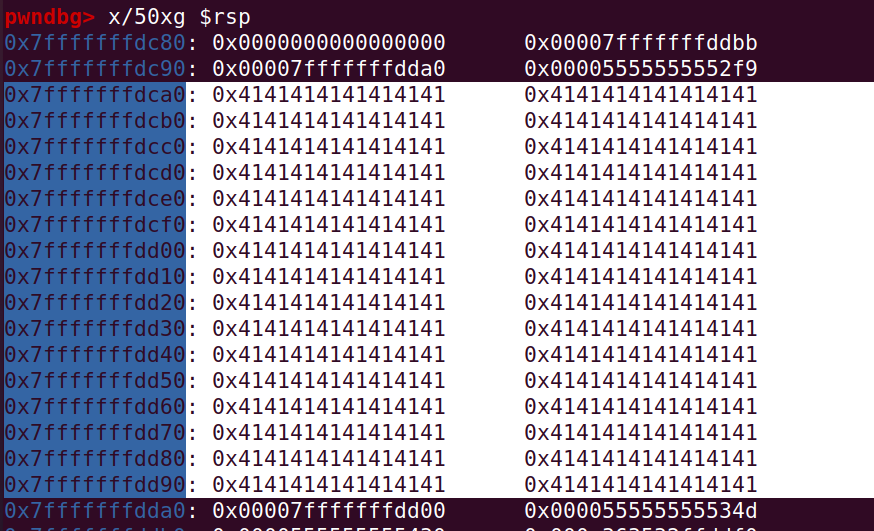 pwndbg> x/50xg $rsp
0x7fffffffdc80: 0x0000000000000000 0x00007fffffffddbb
0x7fffffffdc90: 0x00007fffffffdda0 0x00005555555552f9
0x7fffffffdca0: 0x4141414141414141 0x4141414141414141
0x7fffffffdcb0: 0x4141414141414141 0x4141414141414141
0x7fffffffdcc0: 0x4141414141414141 0x4141414141414141
0x7fffffffdcd0: 0x4141414141414141 0x4141414141414141
0x7fffffffdce0: 0x4141414141414141 0x4141414141414141
0x7fffffffdcf0: 0x4141414141414141 0x4141414141414141
0x7fffffffdd00: 0x4141414141414141 0x4141414141414141
0x7fffffffdd10: 0x4141414141414141 0x4141414141414141
0x7fffffffdd20: 0x4141414141414141 0x4141414141414141
0x7fffffffdd30: 0x4141414141414141 0x4141414141414141
0x7fffffffdd40: 0x4141414141414141 0x4141414141414141
0x7fffffffdd50: 0x4141414141414141 0x4141414141414141
0x7fffffffdd60: 0x4141414141414141 0x4141414141414141
0x7fffffffdd70: 0x4141414141414141 0x4141414141414141
0x7fffffffdd80: 0x4141414141414141 0x4141414141414141
0x7fffffffdd90: 0x4141414141414141 0x4141414141414141
0x7fffffffdda0: 0x00007fffffffdd00 0x000055555555534d